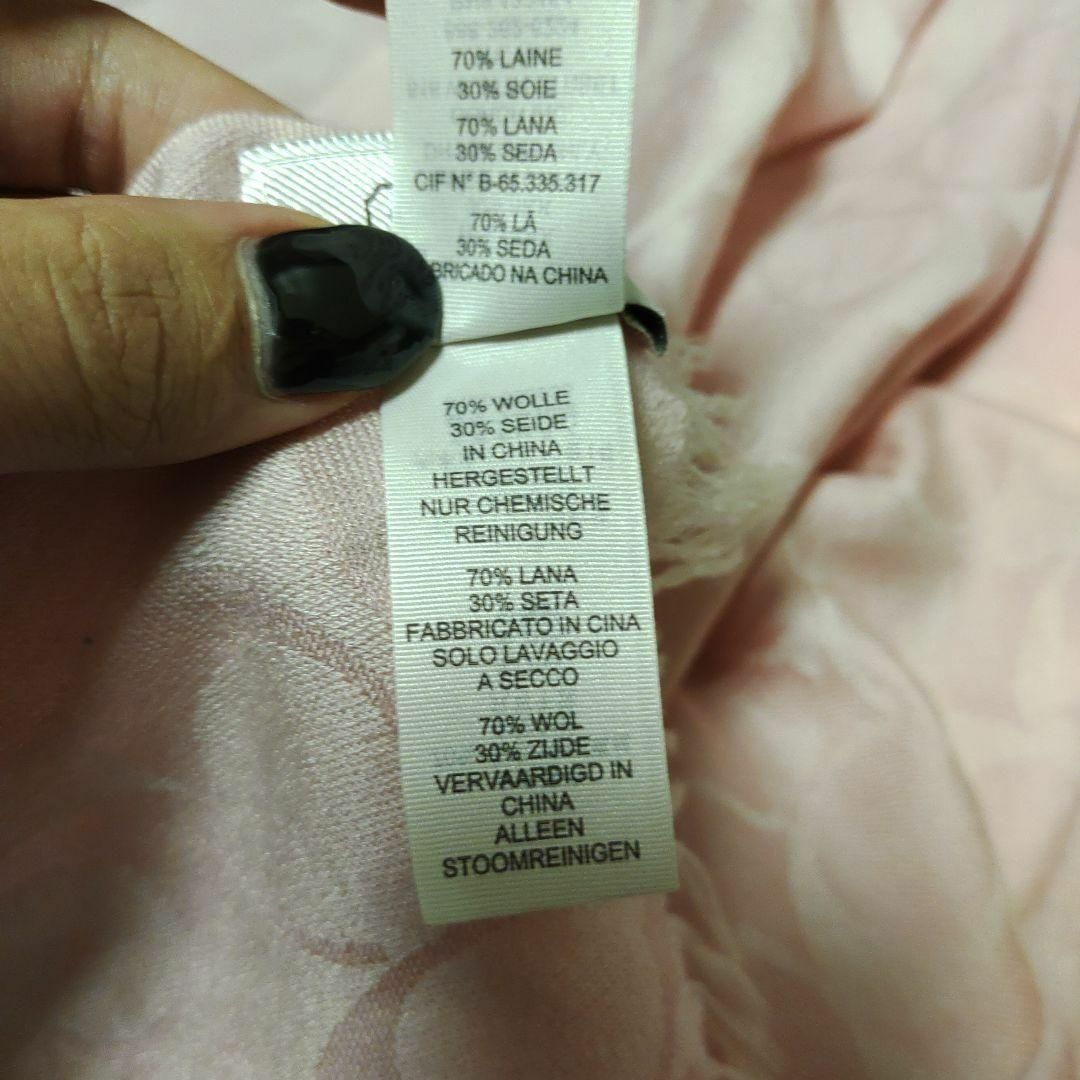 70% LAINE
30% SOIE
70% LANA
30% SEDA
CIF N° B-65.335.317
70% LÃ
30% SEDA
BRICADO NA CHINA
70% WOLLE
30% SEIDE
IN CHINA
HERGESTELLT
NUR CHEMISCHE
REINIGUNG
70% LANA
30% SETA
FABBRICATO IN CINA
SOLO LAVAGGIO
A SECCO
70% WOL
30% ZIJDE
VERVAARDIGD IN
CHINA
ALLEEN
STOOMREINIGEN